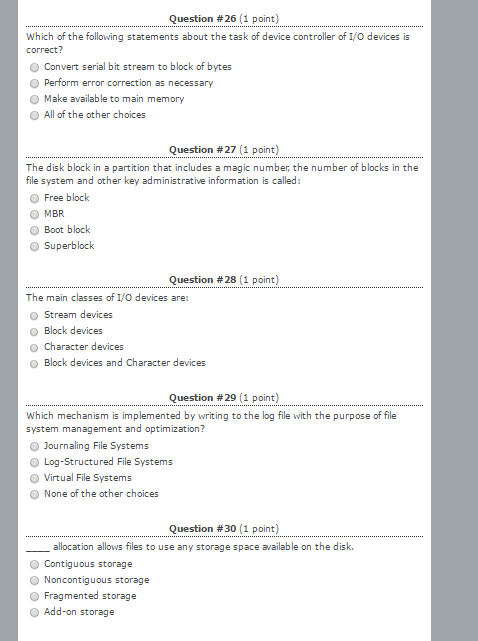 Question #26 (1 point)
Which of the following statements about the task of device controller of I/O devices is
correct?
Convert serial bit stream to block of bytes
Perform error correction as necessary
Make available to main memory
All of the other choices
Question #27 (1 point)
The disk block in a partition that includes a magic number, the number of blocks in the
file system and other key administrative information is called:
Free block
MBR
Boot block
Superblock
Question #28 (1 point)
The main classes of I/O devices are:
Stream devices
Block devices
Character devices
Block devices and Character devices
Question #29 (1 point)
Which mechanism is implemented by writing to the log file with the purpose of file
system management and optimization?
Journaling File Systems
Log-Structured File Systems
Virtual File Systems
None of the other choices
Question #30 (1 point)
____ allocation allows files to use any storage space available on the disk.
Contiguous storage
Noncontiguous storage
Fragmented storage
Add-on storage